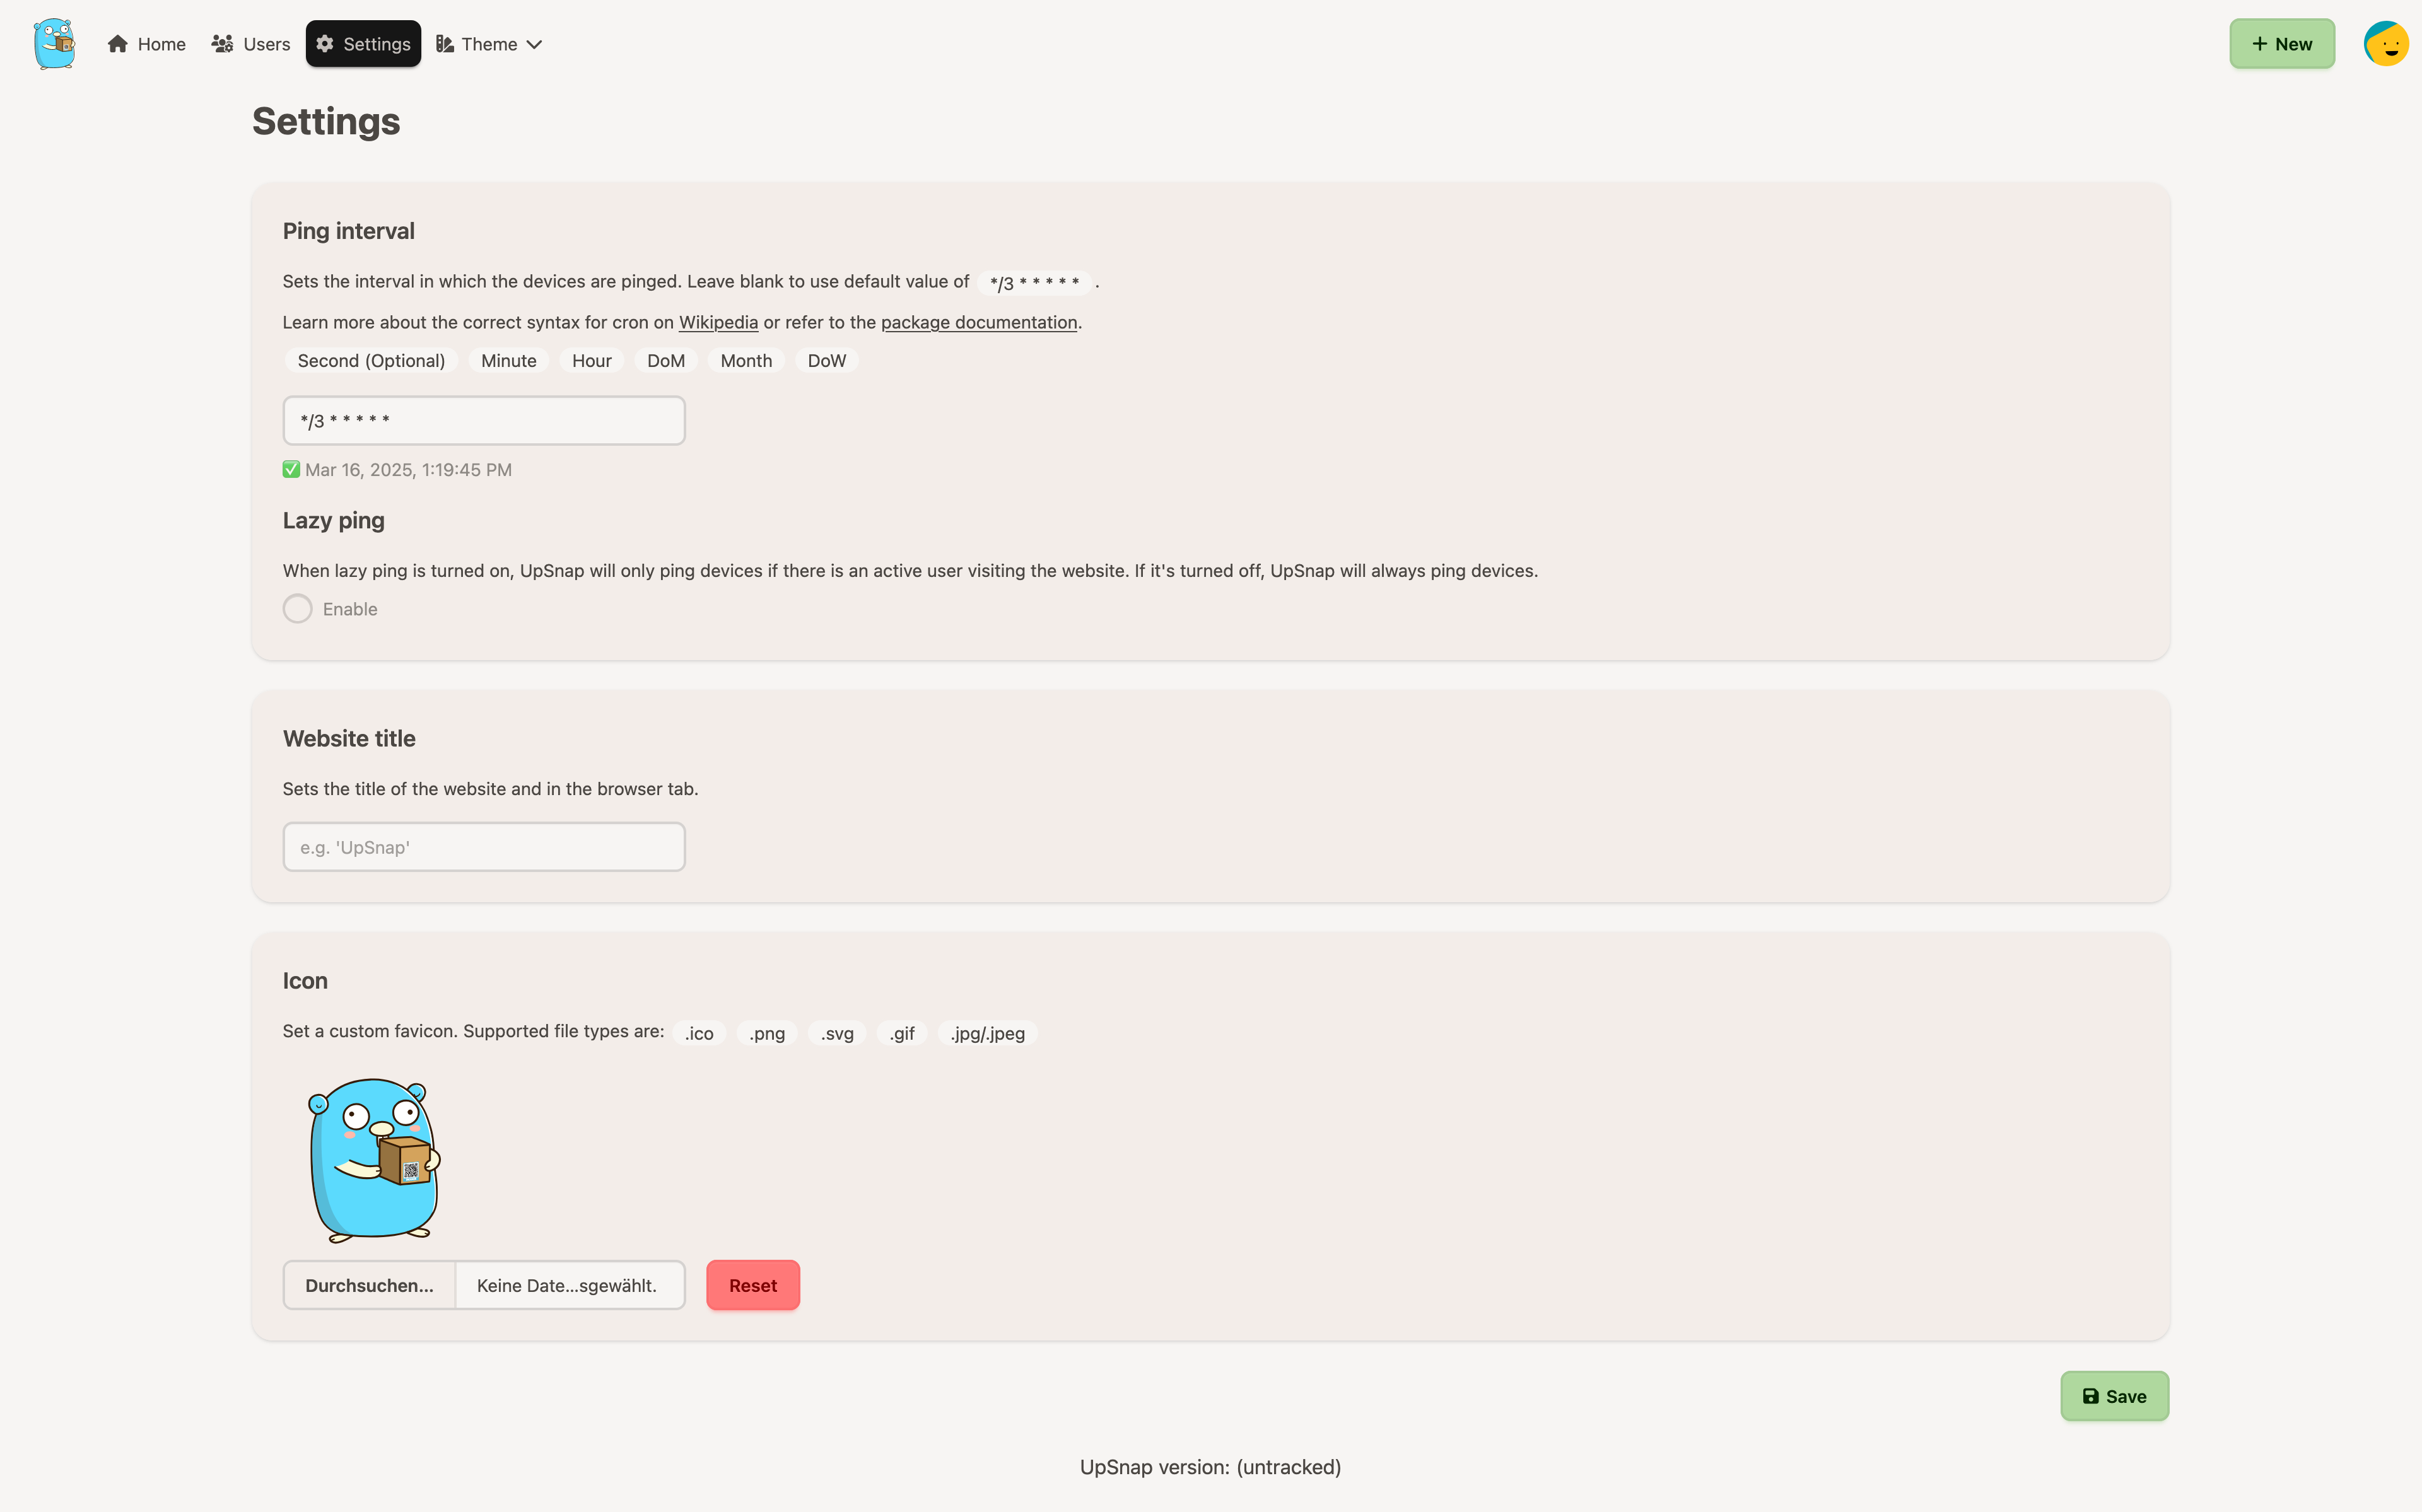 Home Users Settings Theme + New
Settings
Ping interval
Sets the interval in which the devices are pinged. Leave blank to use default value of */3 * * * * * .
Learn more about the correct syntax for cron on Wikipedia or refer to the package documentation.
Second (Optional) Minute Hour DoM Month DoW
*/3 * * * * *
✅ Mar 16, 2025, 1:19:45 PM
Lazy ping
When lazy ping is turned on, UpSnap will only ping devices if there is an active user visiting the website. If it's turned off, UpSnap will always ping devices.
Enable
Website title
Sets the title of the website and in the browser tab.
e.g. 'UpSnap'
Icon
Set a custom favicon. Supported file types are: .ico .png .svg .gif .jpg/.jpeg
Durchsuchen... Keine Date...sgewählt. Reset
Save
UpSnap version: (untracked)